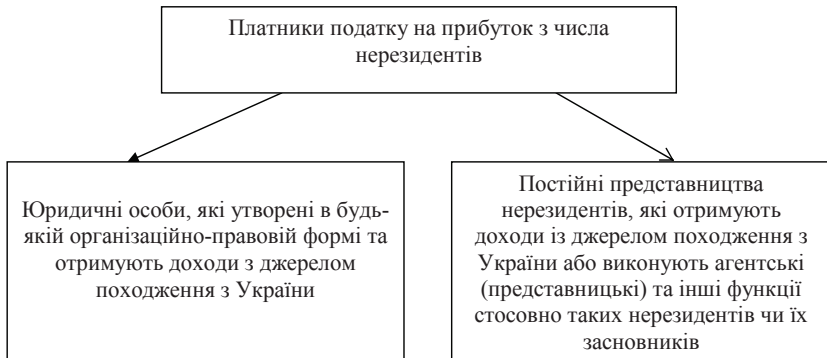 Платники податку на прибуток з числа
нерезидентів
Юридичні особи, які утворені в будь-
якій організаційно-правовій формі та
отримують доходи з джерелом
походження з України
Постійні представництва
нерезидентів, які отримують
доходи із джерелом походження з
України або виконують агентські
(представницькі) та інші функції
стосовно таких нерезидентів чи їх
засновників